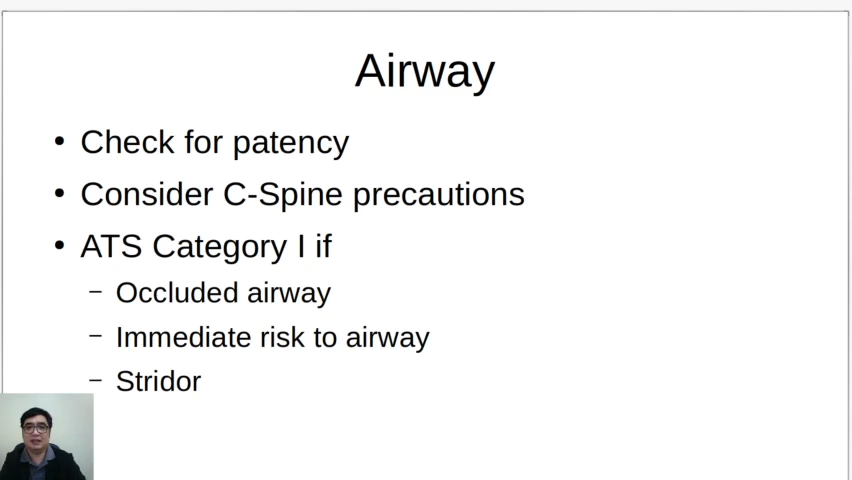 Airway
• Check for patency
• Consider C-Spine precautions
• ATS Category I if
– Occluded airway
– Immediate risk to airway
– Stridor